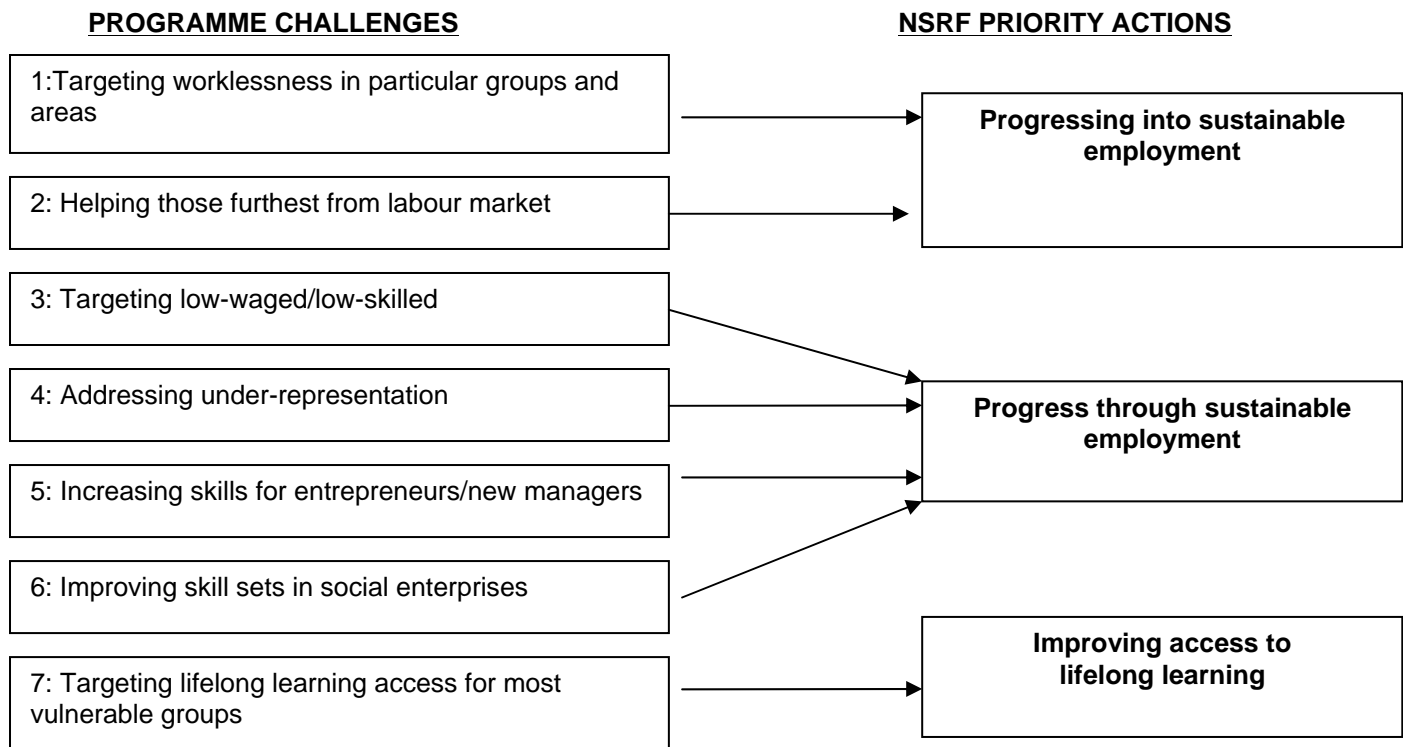 PROGRAMME CHALLENGES
NSRF PRIORITY ACTIONS
1:Targeting worklessness in particular groups and
areas
2: Helping those furthest from labour market
3: Targeting low-waged/low-skilled
4: Addressing under-representation
5: Increasing skills for entrepreneurs/new managers
6: Improving skill sets in social enterprises
7: Targeting lifelong learning access for most
vulnerable groups
Progressing into sustainable
employment
Progress through sustainable
employment
Improving access to
lifelong learning